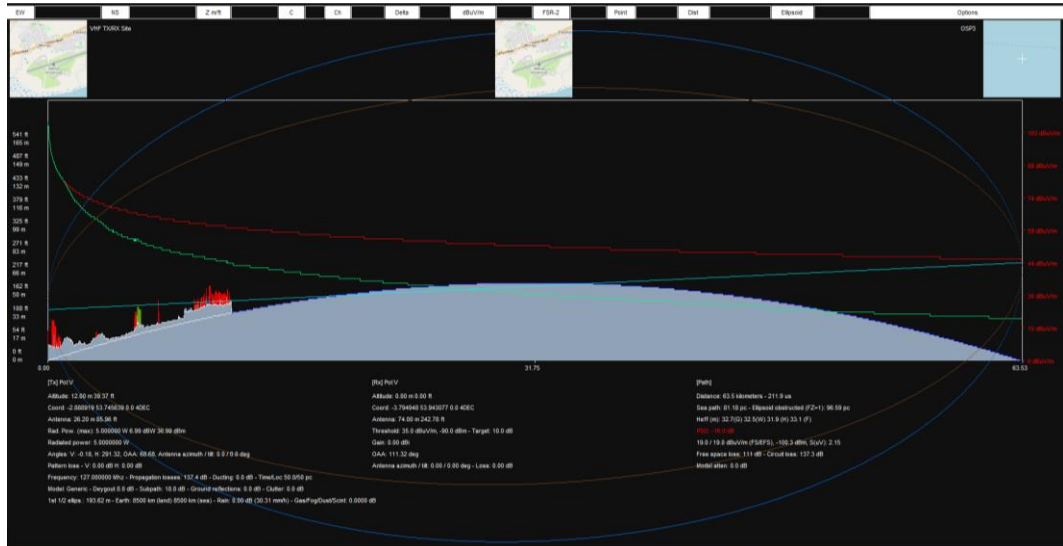 EW NS Z m/ft C Ch Delta dBuV/m FSR-2 Point Dist Ellipsoid Options
VHF TX/RX Site
OSP3
541 ft
165 m
487 ft
149 m
433 ft
132 m
379 ft
116 m
325 ft
99 m
271 ft
83 m
217 ft
66 m
162 ft
50 m
108 ft
33 m
54 ft
17 m
0 ft
0 m
44 dBuV/m
0.00 31.75 63.53
[Tx] Pol V
Altitude: 12.00 m 39.37 ft
Antenna: 26.20 m 85.96 ft
Rad. Pow. (max): 5.000000 W 6.99 dBW 36.99 dBm
Radiated power: 5.0000000 W
Angles: V: -0.18, H: 291.32, OAA: 68.68, Antenna azimuth / tilt: 0.0 / 0.0 deg
Pattern loss - V: 0.00 dB H: 0.00 dB
Frequency: 127.000000 Mhz - Propagation losses: 137.4 dB - Ducting: 0.0 dB - Time/Loc 50.0/50 pc
Model: Generic - Deygout 8.0 dB - Subpath: 18.8 dB - Ground reflections: 0.0 dB - Clutter: 0.0 dB
1st 1/2 ellips.: 193.62 m - Earth: 8500 km (land) 8500 km (sea) - Rain: 0.00 dB (30.31 mm/h) - Gas/Fog/Dust/Scint: 0.0000 dB
[Rx] Pol V
Altitude: 0.00 m 0.00 ft
Coord: -3.794948 53.943077 0.0 4DEC
Antenna: 74.00 m 242.78 ft
Threshold: 35.0 dBuV/m, -90.0 dBm - Target: 10.0 dB
Gain: 0.00 dBi
OAA: 111.32 deg
Antenna azimuth / tilt: 0.00 / 0.00 deg - Loss: 0.00 dB
[Path]
Distance: 63.5 kilometers - 211.9 us
Sea path: 81.18 pc - Ellipsoid obstructed (FZ=1): 96.59 pc
Heff (m): 32.7(G) 32.5(W) 31.9 (H) 33.1 (F)
19.0 / 19.0 dBuV/m (FS/EFS), -100.3 dBm, S(uV): 2.15
Free space loss: 111 dB - Circuit loss: 137.3 dB
Model atten: 0.0 dB